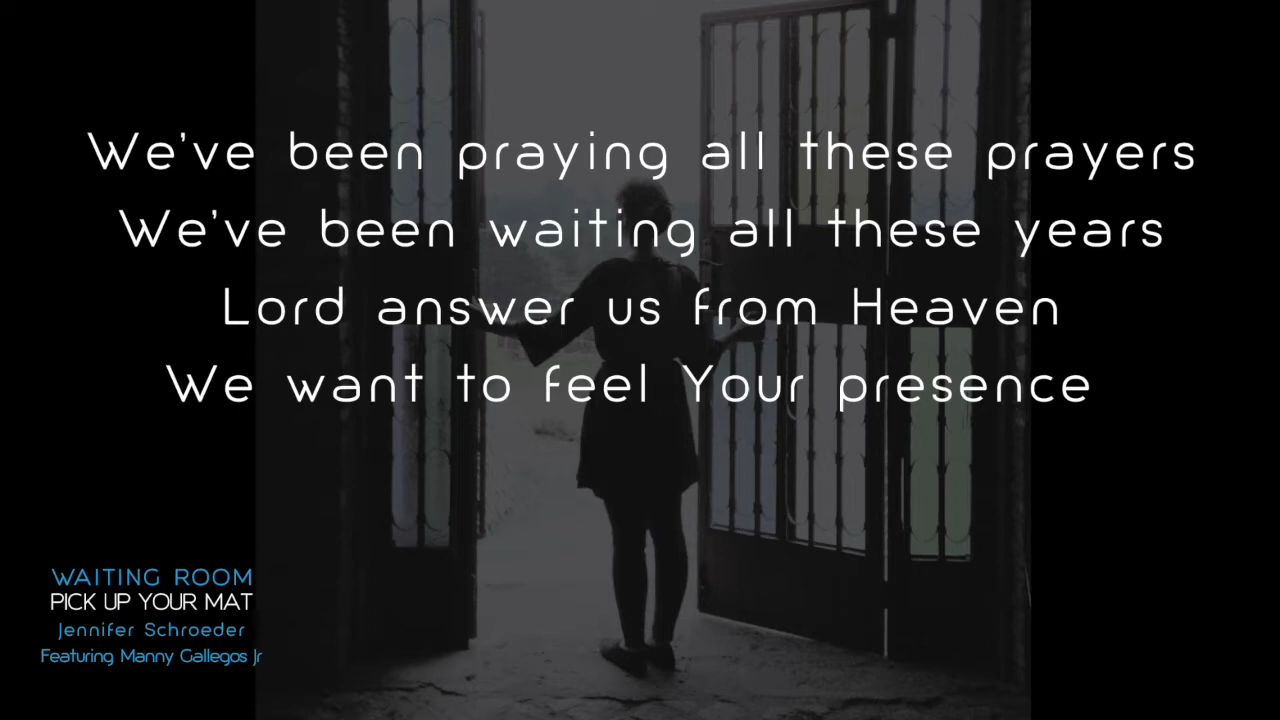 We've been praying all these prayers
We've been waiting all these years
Lord answer us from Heaven
We want to feel Your presence
WAITING ROOM
PICK UP YOUR MAT
Jennifer Schroeder
Featuring Manny Gallegos Jr